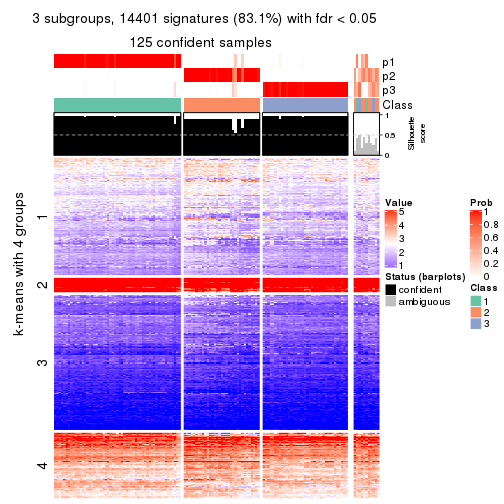 3 subgroups, 14401 signatures (83.1%) with fdr < 0.05
125 confident samples
p1
p2
p3
Class
1
0.5
0
Silhouette
score
k-means with 4 groups
1
2
3
4
Value
5
4
3
2
1
Status (barplots)
confident
ambiguous
Prob
1
0.8
0.6
0.4
0.2
0
Class
1
2
3